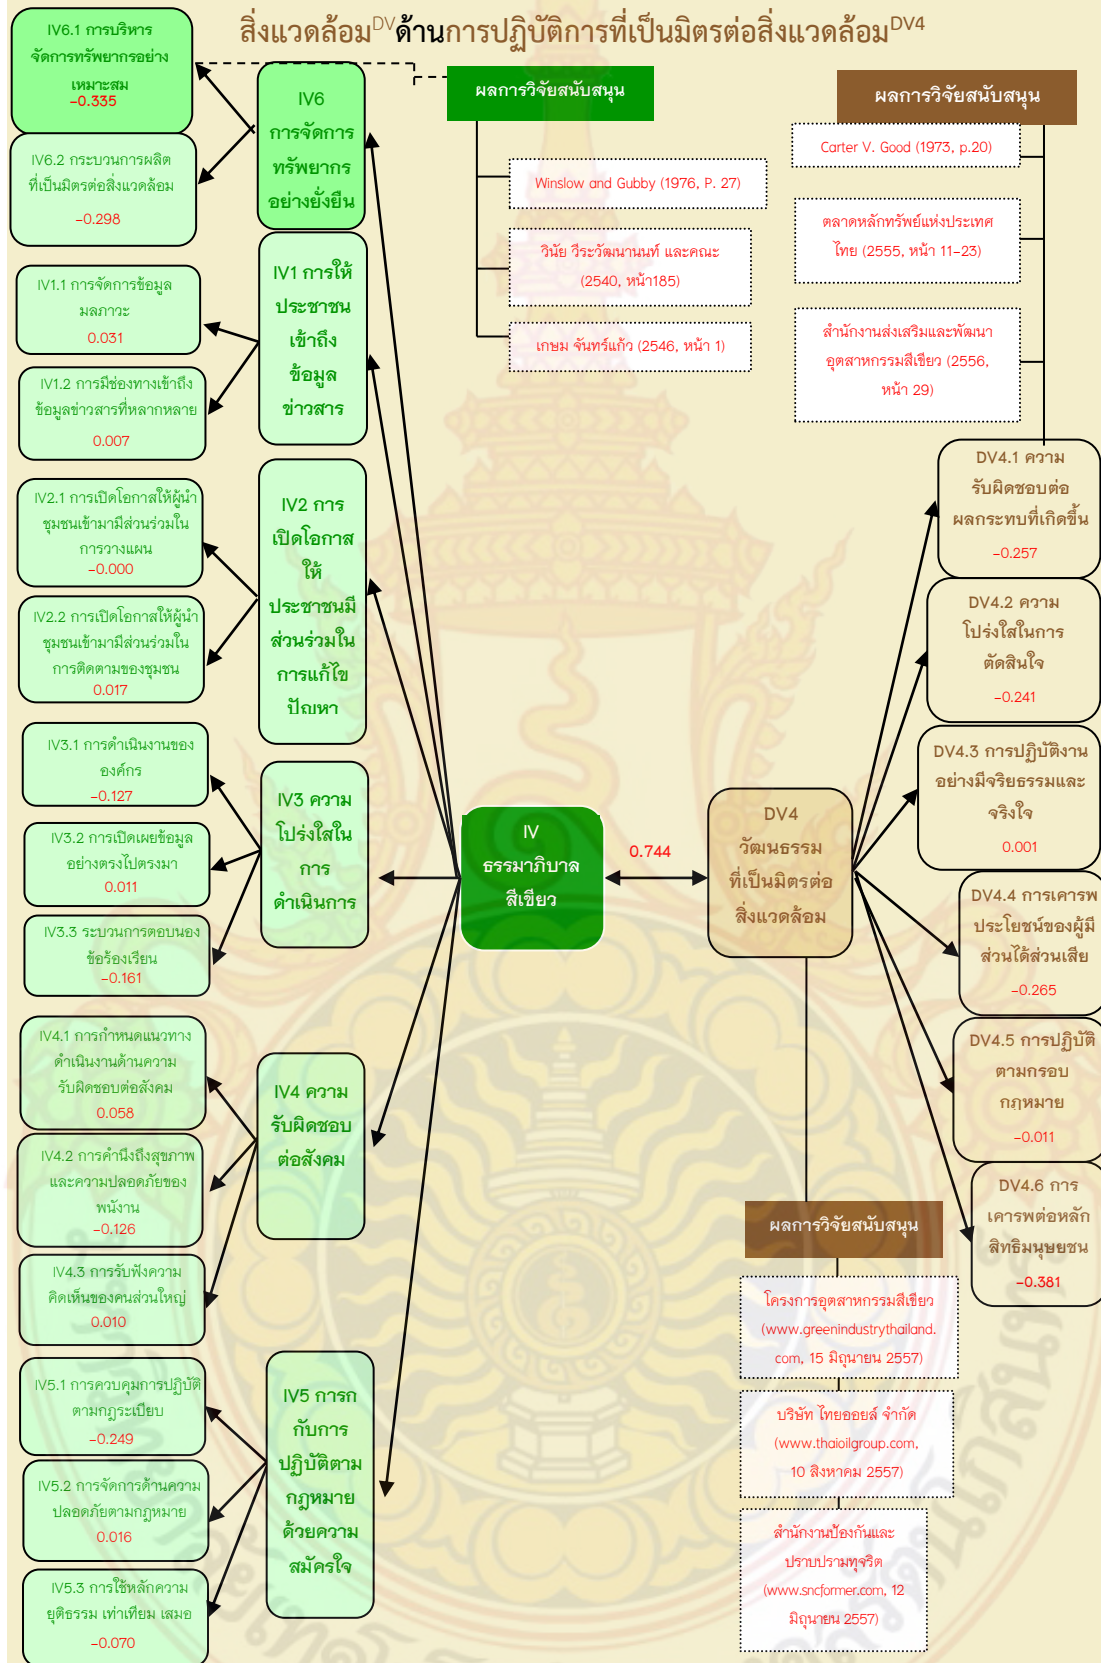 สิ่งแวดล้อมDVด้านการปฏิบัติการที่เป็นมิตรต่อสิ่งแวดล้อมDV4
IV6.1 การบริหาร
จัดการทรัพยากรอย่าง
เหมาะสม
-0.335
IV6.2 กระบวนการผลิต
ที่เป็นมิตรต่อสิ่งแวดล้อม
-0.298
IV6
การจัดการ
ทรัพยากร
อย่างยั่งยืน
IV1.1 การจัดการข้อมูล
มลภาวะ
0.031
IV1.2 การมีช่องทางเข้าถึง
ข้อมูลข่าวสารที่หลากหลาย
0.007
IV1 การให้
ประชาชน
เข้าถึง
ข้อมูล
ข่าวสาร
IV2.1 การเปิดโอกาสให้ผู้นำ
ชุมชนเข้ามามีส่วนร่วมใน
การวางแผน
-0.000
IV2.2 การเปิดโอกาสให้ผู้นำ
ชุมชนเข้ามามีส่วนร่วมใน
การติดตามของชุมชน
0.017
IV2 การ
เปิดโอกาส
ให้
ประชาชนมี
ส่วนร่วมใน
การแก้ไข
ปัญหา
IV3.1 การดำเนินงานของ
องค์กร
-0.127
IV3.2 การเปิดเผยข้อมูล
อย่างตรงไปตรงมา
0.011
IV3.3 ระบวนการตอบนอง
ข้อร้องเรียน
-0.161
IV3 ความ
โปร่งใสใน
การ
ดำเนินการ
IV4.1 การกำหนดแนวทาง
ดำเนินงานด้านความ
รับผิดชอบต่อสังคม
0.058
IV4.2 การคำนึงถึงสุขภาพ
และความปลอดภัยของ
พนังาน
-0.126
IV4.3 การรับฟังความ
คิดเห็นของคนส่วนใหญ่
0.010
IV4 ความ
รับผิดชอบ
ต่อสังคม
IV5.1 การควบคุมการปฏิบัติ
ตามกฎระเบียบ
-0.249
IV5.2 การจัดการด้านความ
ปลอดภัยตามกฎหมาย
0.016
IV5.3 การใช้หลักความ
ยุติธรรม เท่าเทียม เสมอ
-0.070
IV5 การก
กับการ
ปฏิบัติตาม
กฎหมาย
ด้วยความ
สมัครใจ
ผลการวิจัยสนับสนุน
Winslow and Gubby (1976, P. 27)
วินัย วีระวัฒนานนท์ และคณะ
(2540, หน้า185)
เกษม จันทร์แก้ว (2546, หน้า 1)
ผลการวิจัยสนับสนุน
Carter V. Good (1973, p.20)
ตลาดหลักทรัพย์แห่งประเทศ
ไทย (2555, หน้า 11-23)
สำนักงานส่งเสริมและพัฒนา
อุตสาหกรรมสีเขียว (2556,
หน้า 29)
IV
ธรรมาภิบาล
สีเขียว
0.744
DV4
วัฒนธรรม
ที่เป็นมิตรต่อ
สิ่งแวดล้อม
DV4.1 ความ
รับผิดชอบต่อ
ผลกระทบที่เกิดขึ้น
-0.257
DV4.2 ความ
โปร่งใสในการ
ตัดสินใจ
-0.241
DV4.3 การปฏิบัติงาน
อย่างมีจริยธรรมและ
จริงใจ
0.001
DV4.4 การเคารพ
ประโยชน์ของผู้มี
ส่วนได้ส่วนเสีย
-0.265
DV4.5 การปฏิบัติ
ตามกรอบ
กฎหมาย
-0.011
DV4.6 การ
เคารพต่อหลัก
สิทธิมนุษยชน
-0.381
ผลการวิจัยสนับสนุน
โครงการอุตสาหกรรมสีเขียว
(www.greenindustrythailand.
com, 15 มิถุนายน 2557)
บริษัท ไทยออยล์ จำกัด
(www.thaioilgroup.com,
10 สิงหาคม 2557)
สำนักงานป้องกันและ
ปราบปรามทุจริต
(www.sncformer.com, 12
มิถุนายน 2557)